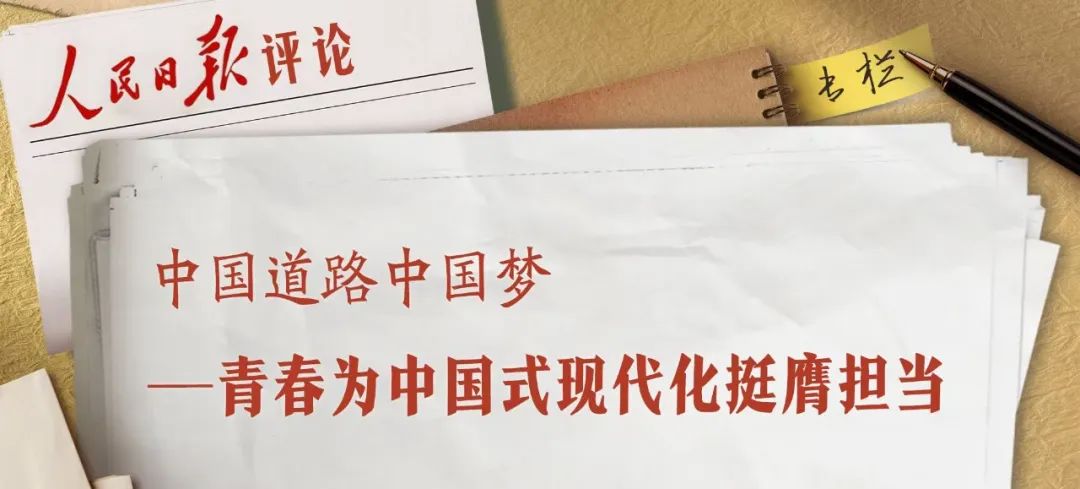 人民日报评论
专栏
中国道路中国梦
——青春为中国式现代化挺膺担当